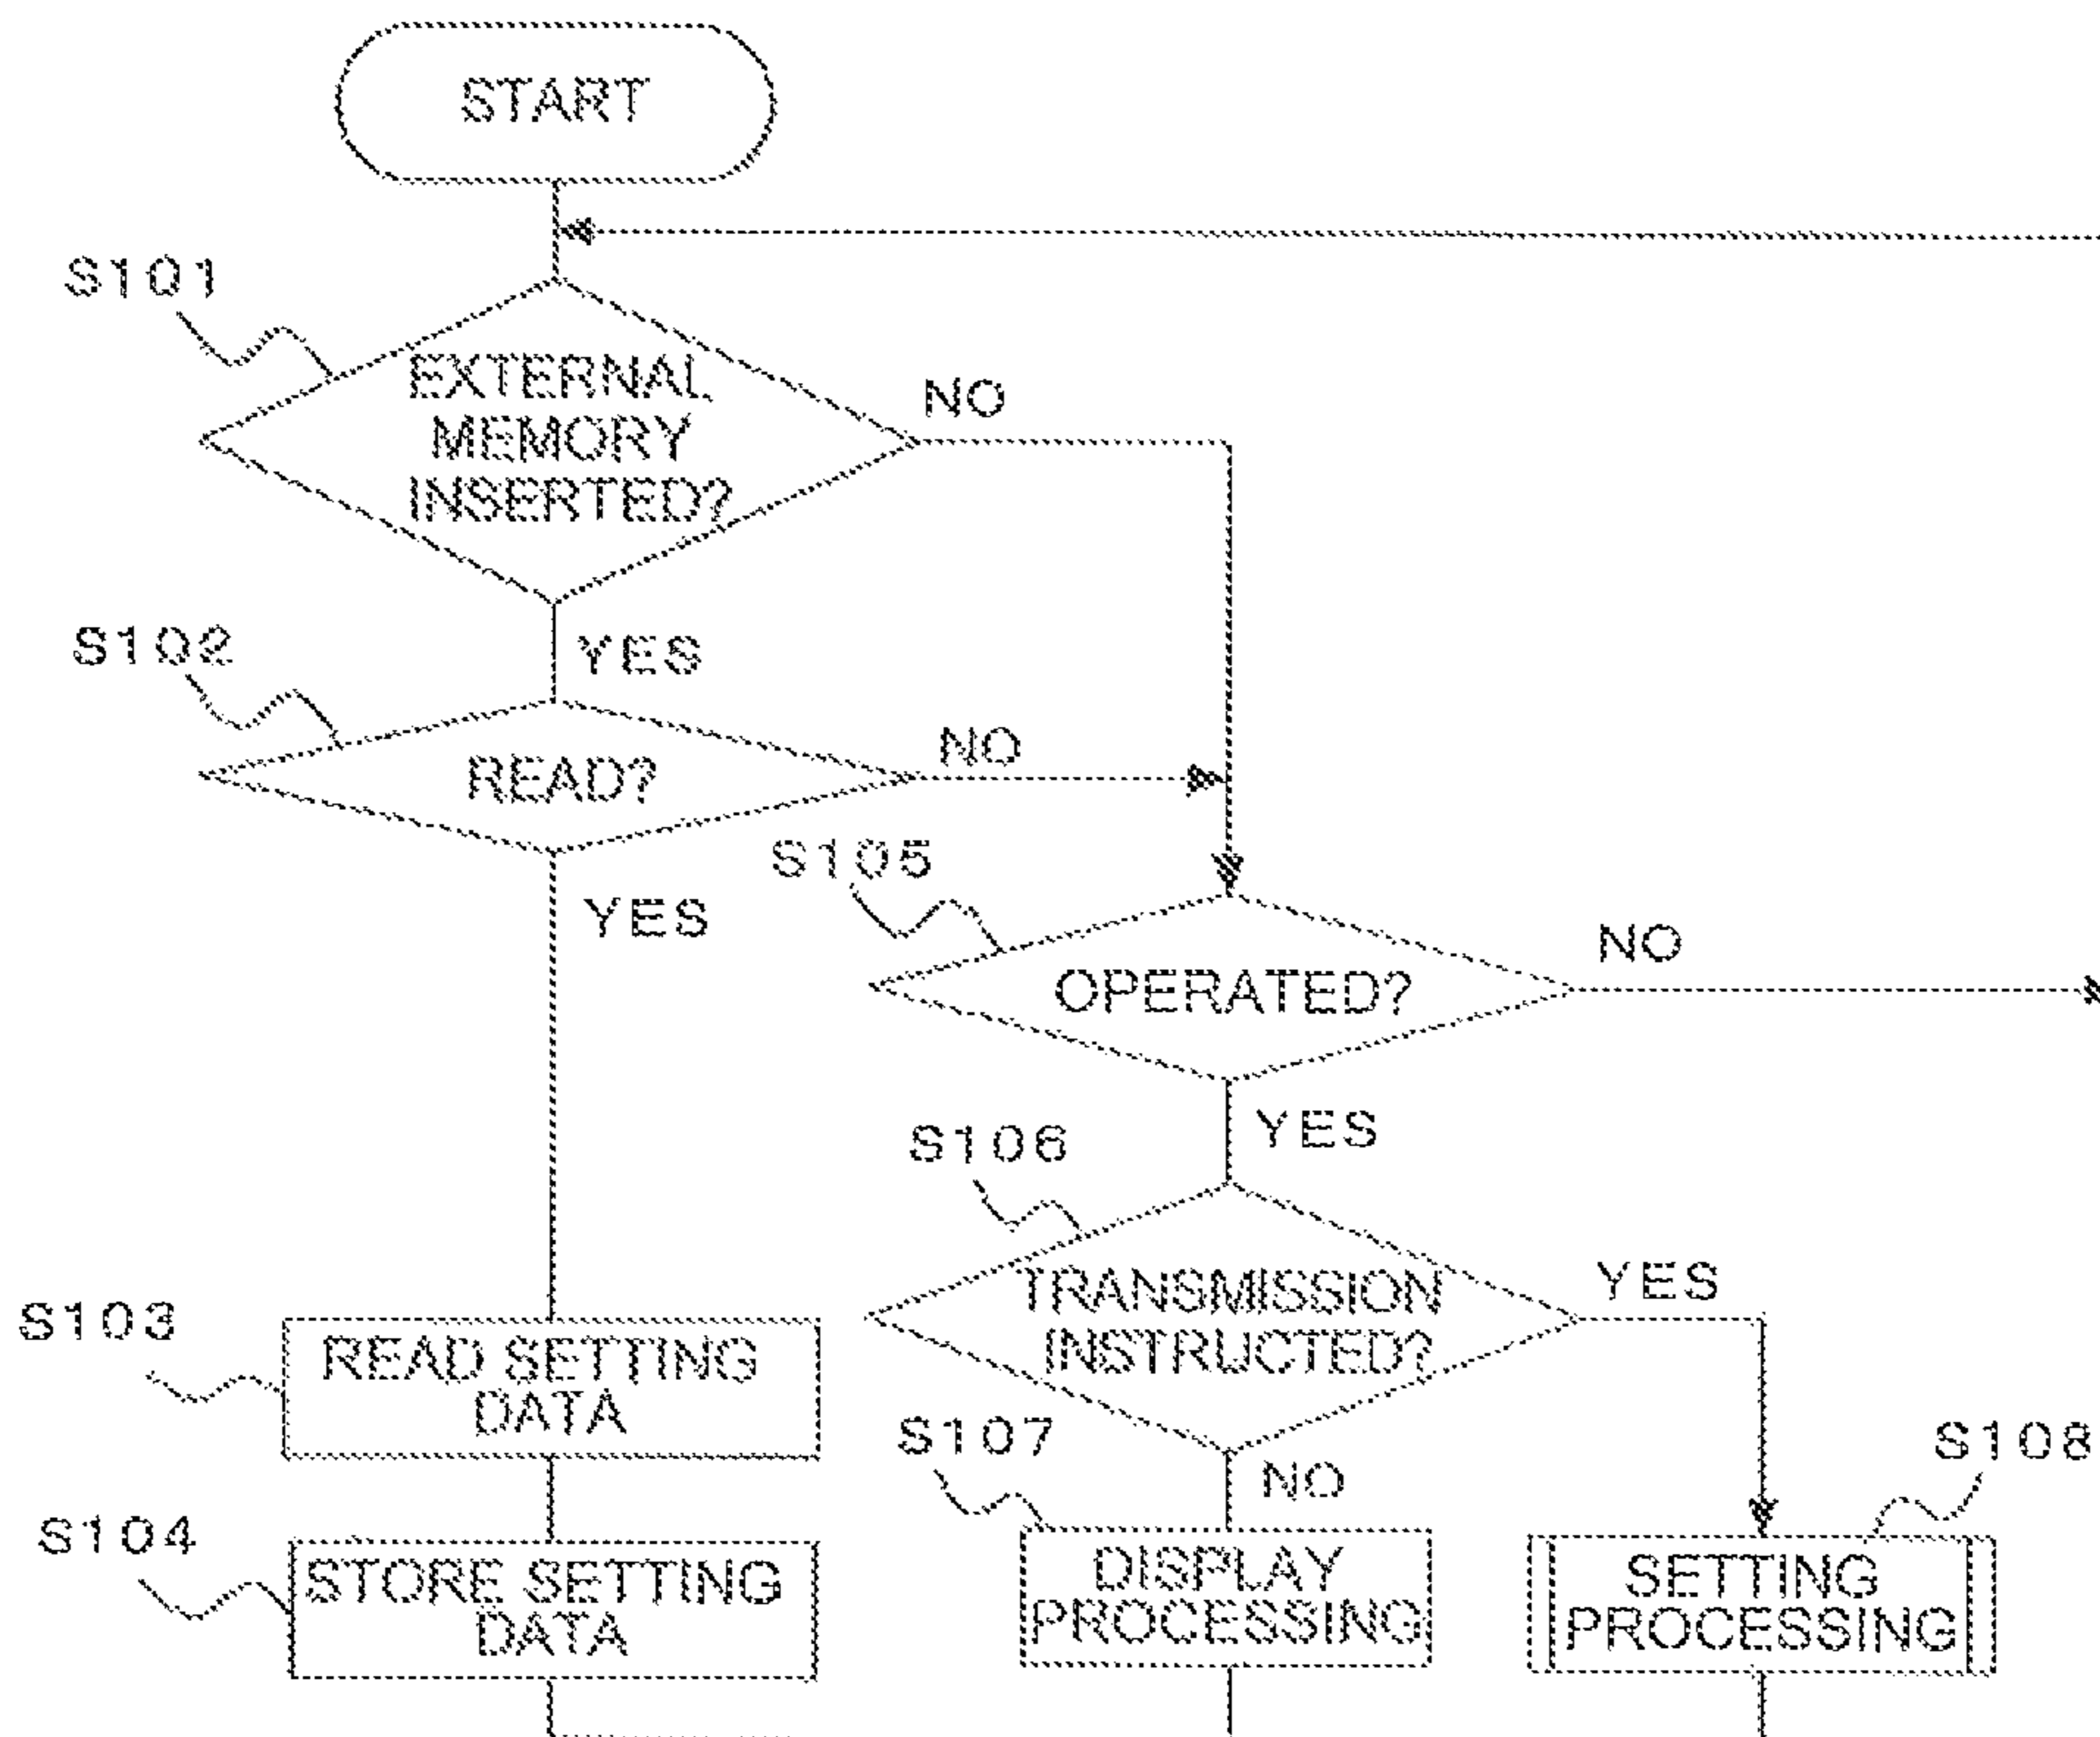 START
S101
EXTERNAL
MEMORY
INSERTED?
NO
S102
YES
READ?
NO
S105
YES
OPERATED?
NO
S106
YES
TRANSMISSION
INSTRUCTED?
YES
S103
READ SETTING
DATA
S107
NO
S108
S104
STORE SETTING
DATA
DISPLAY
PROCESSING
SETTING
PROCESSING